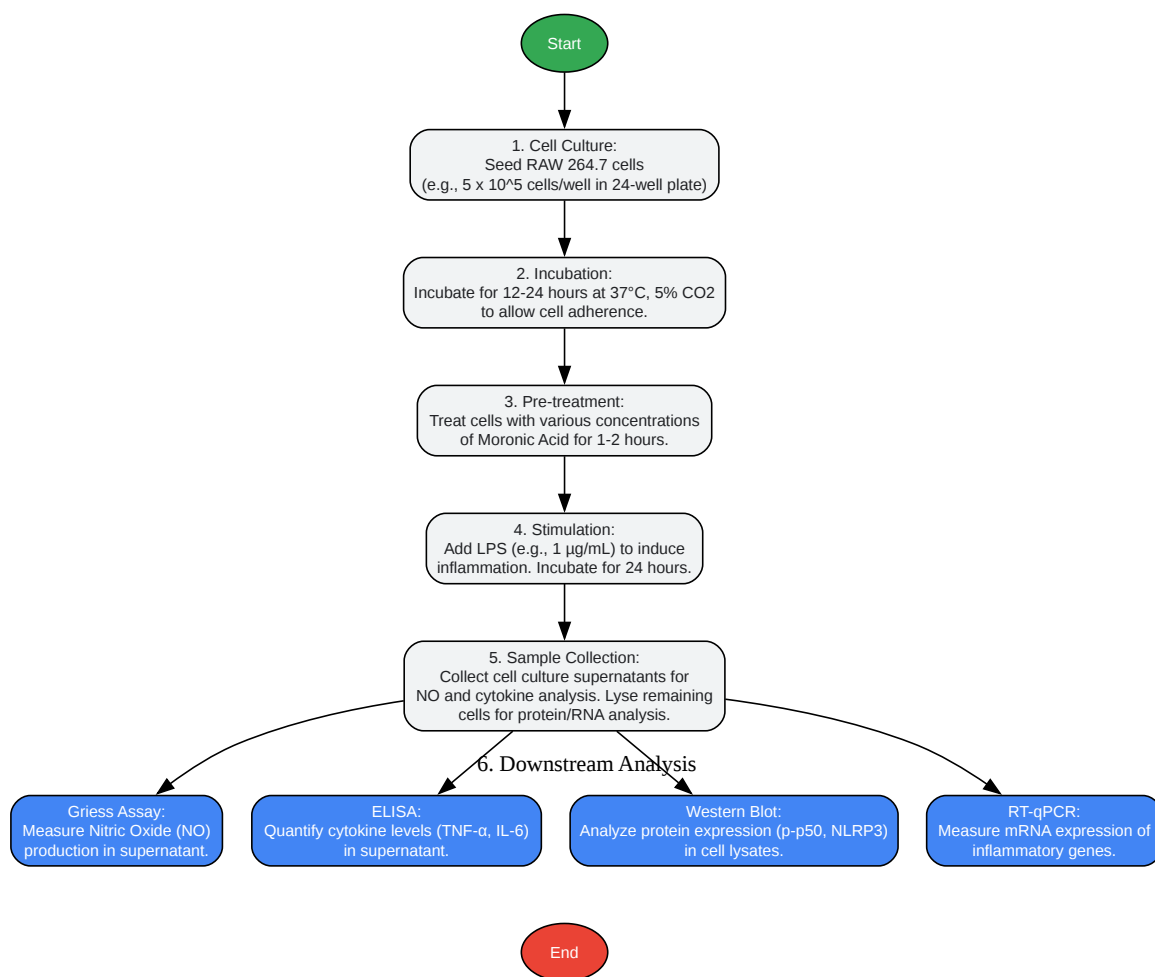 Start
1. Cell Culture:
Seed RAW 264.7 cells
(e.g., 5 x 10^5 cells/well in 24-well plate)
2. Incubation:
Incubate for 12-24 hours at 37°C, 5% CO2
to allow cell adherence.
3. Pre-treatment:
Treat cells with various concentrations
of Moronic Acid for 1-2 hours.
4. Stimulation:
Add LPS (e.g., 1 µg/mL) to induce
inflammation. Incubate for 24 hours.
5. Sample Collection:
Collect cell culture supernatants for
NO and cytokine analysis. Lyse remaining
cells for protein/RNA analysis.
6. Downstream Analysis
Griess Assay:
Measure Nitric Oxide (NO)
production in supernatant.
ELISA:
Quantify cytokine levels (TNF-α, IL-6)
in supernatant.
Western Blot:
Analyze protein expression (p-p50, NLRP3)
in cell lysates.
RT-qPCR:
Measure mRNA expression of
inflammatory genes.
End